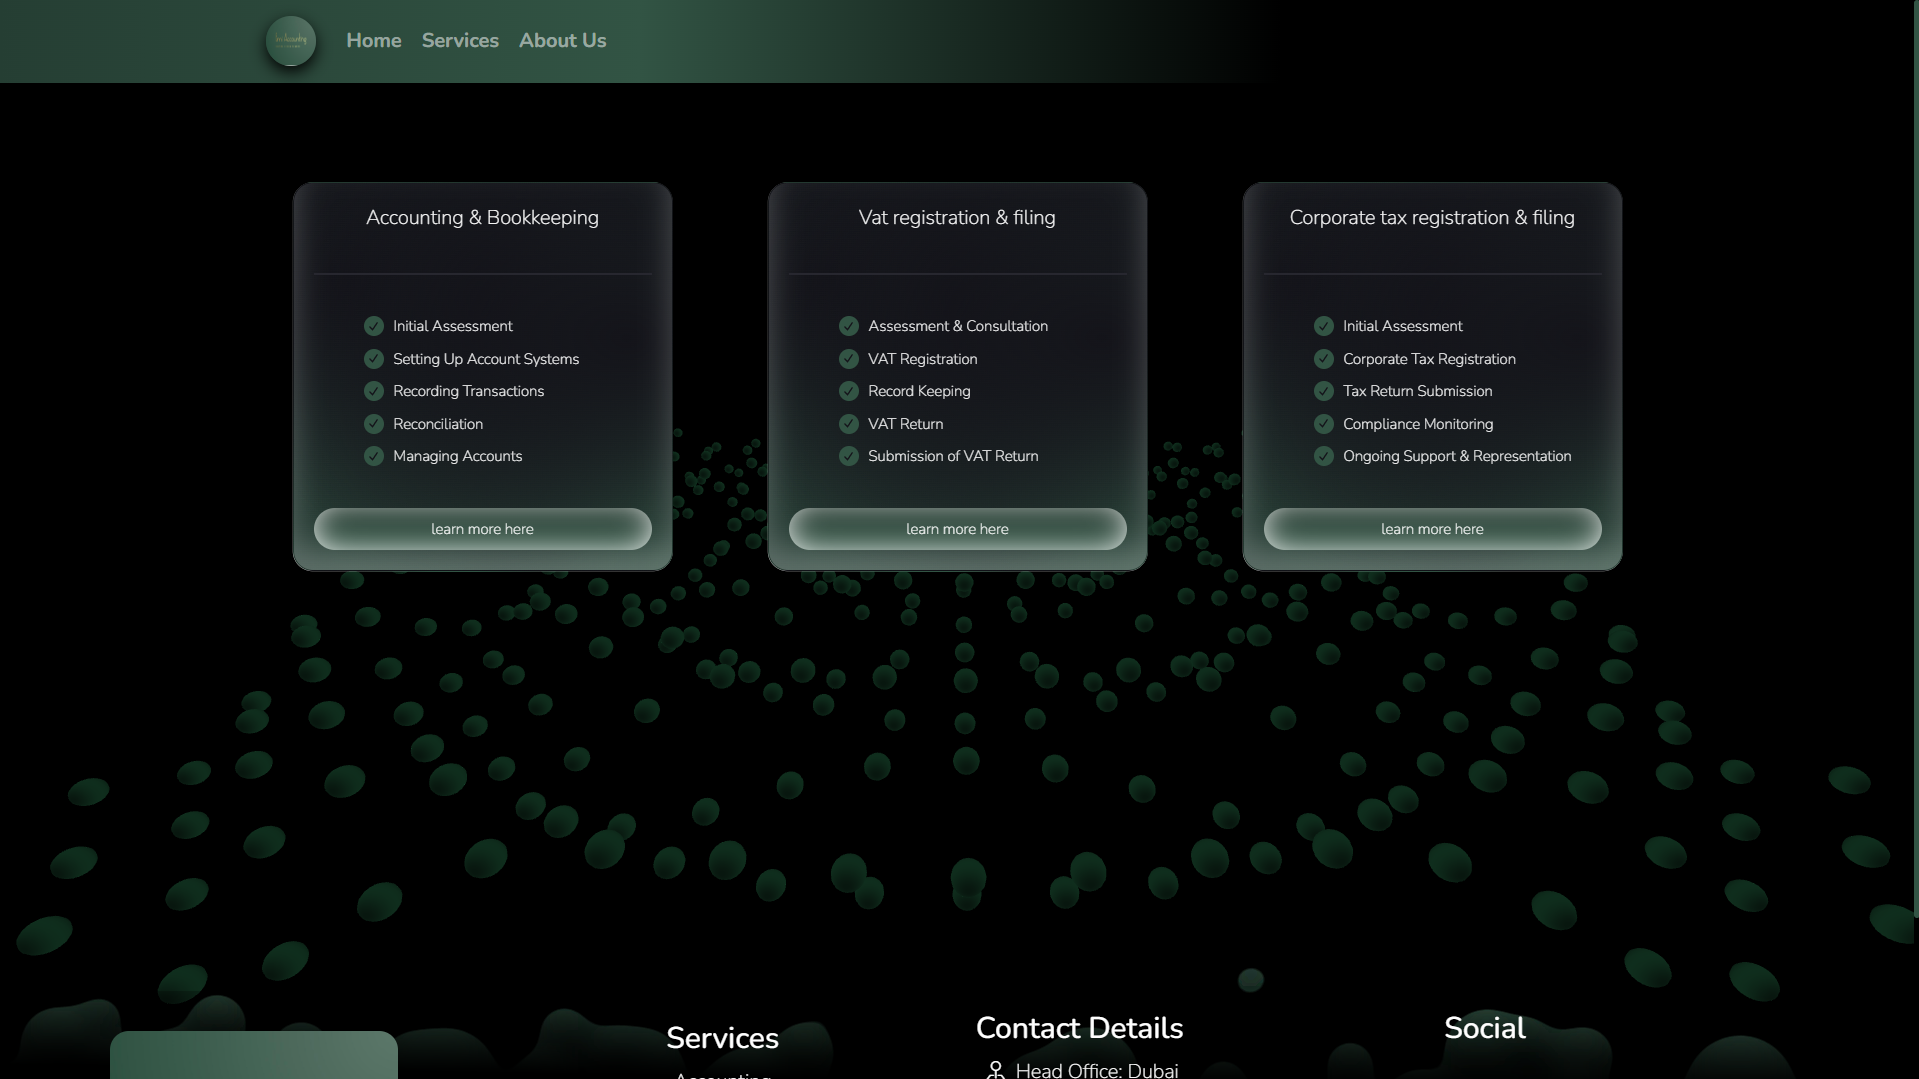 Home Services About Us
Accounting & Bookkeeping
Initial Assessment
Setting Up Account Systems
Recording Transactions
Reconciliation
Managing Accounts
learn more here
Vat registration & filing
Assessment & Consultation
VAT Registration
Record Keeping
VAT Return
Submission of VAT Return
learn more here
Corporate tax registration & filing
Initial Assessment
Corporate Tax Registration
Tax Return Submission
Compliance Monitoring
Ongoing Support & Representation
learn more here
Services
Accounting
Contact Details
Head Office: Dubai
Social